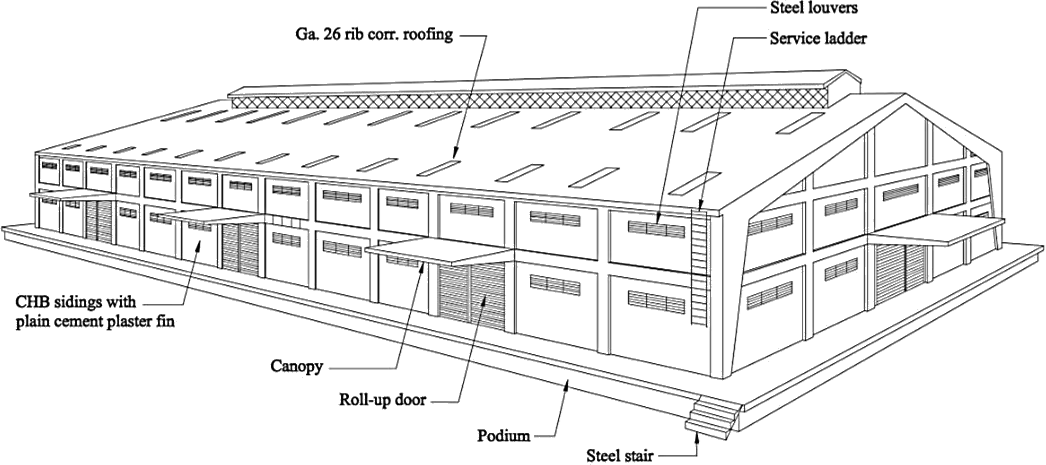 Steel louvers
Ga. 26 rib corr. roofing
Service ladder
CHB sidings with
plain cement plaster fin
Canopy
Roll-up door
Podium
Steel stair